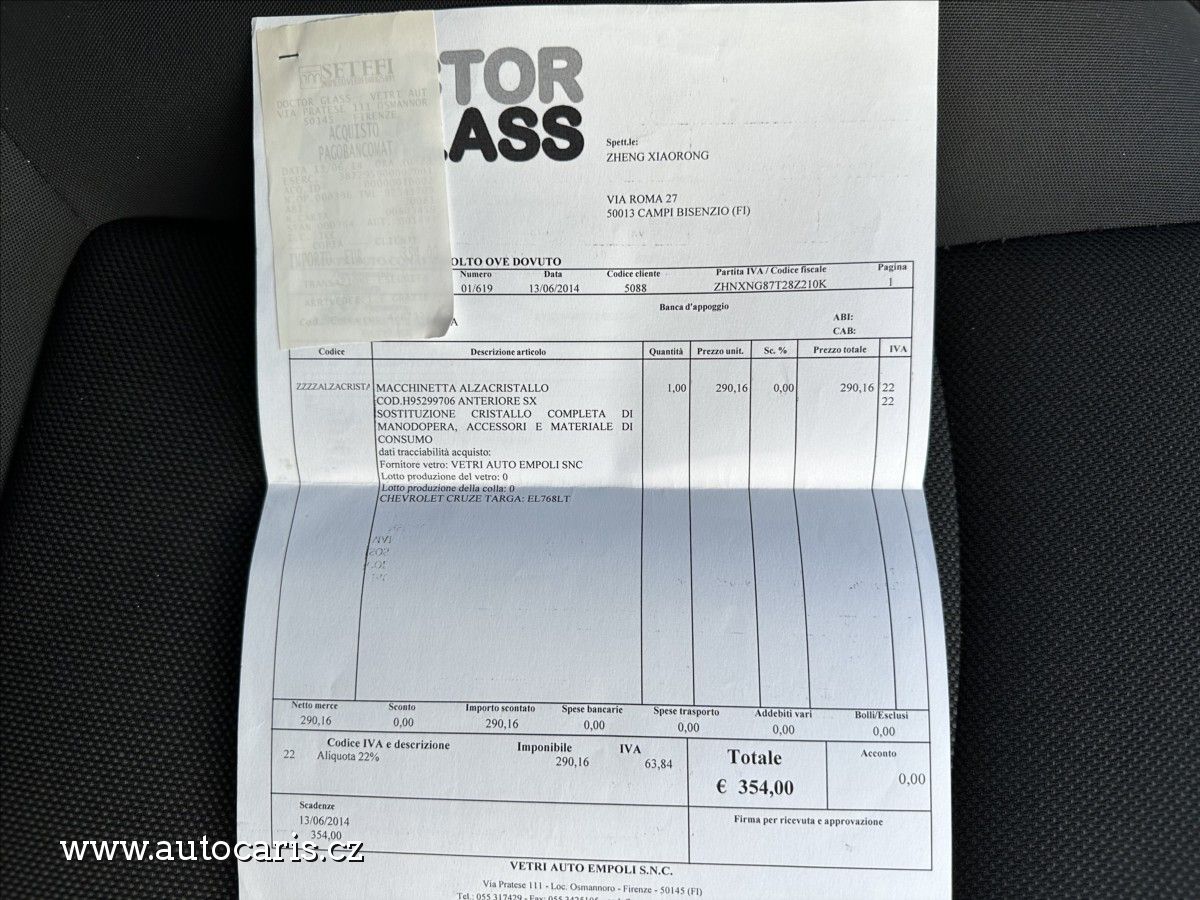 SETEFI
DOCTOR GLASS - VETRI AUT
VIA PRATESE 111 OSMANNOR
50145 FIRENZE
ACQUISTO
PAGOBANCOMAT
TOR
ASS
Spett.le:
ZHENG XIAORONG
VIA ROMA 27
50013 CAMPI BISENZIO (FI)
OLTO OVE DOVUTO
Numero Data Codice cliente Partita IVA / Codice fiscale Pagina
01/619 13/06/2014 5088 ZHNXNG87T28Z210K 1
Banca d'appoggio
A
ABI:
CAB:
Codice Descrizione articolo Quantità Prezzo unit. Sc. % Prezzo totale IVA
ZZZZALZACRISTA MACCHINETTA ALZACRISTALLO 1,00 290,16 0,00 290,16 22
COD.H95299706 ANTERIORE SX 22
SOSTITUZIONE CRISTALLO COMPLETA DI
MANODOPERA, ACCESSORI E MATERIALE DI
CONSUMO
dati tracciabilità acquisto:
Fornitore vetro: VETRI AUTO EMPOLI SNC
Lotto produzione del vetro: 0
Lotto produzione della colla: 0
CHEVROLET CRUZE TARGA: EL768LT
Netto merce Sconto Importo scontato Spese bancarie Spese trasporto Addebiti vari Bolli/Esclusi
290,16 0,00 290,16 0,00 0,00 0,00 0,00
Codice IVA e descrizione Imponibile IVA Totale Acconto
22 Aliquota 22% 290,16 63,84 € 354,00 0,00
Scadenze
13/06/2014
354,00
Firma per ricevuta e approvazione
www.autocaris.cz
VETRI AUTO EMPOLI S.N.C.
Via Pratese 111 - Loc. Osmannoro - Firenze - 50145 (FI)
Tel.: 055 317429 - Fax: